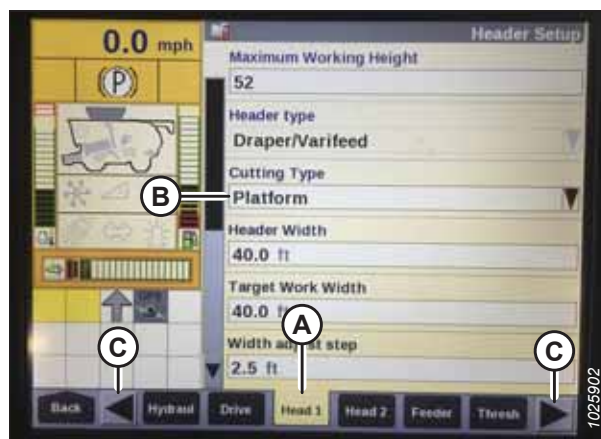 0.0 mph
Header Setup
(P)
Maximum Working Height
52
Header type
Draper/Varifeed
Cutting Type
B
Platform
Header Width
40.0 ft
Target Work Width
40.0 ft
A
Width adjust step
C
C
2.5 ft
Back
Hydraul
Drive
Head 1
Head 2
Feeder
Thresh
1025902